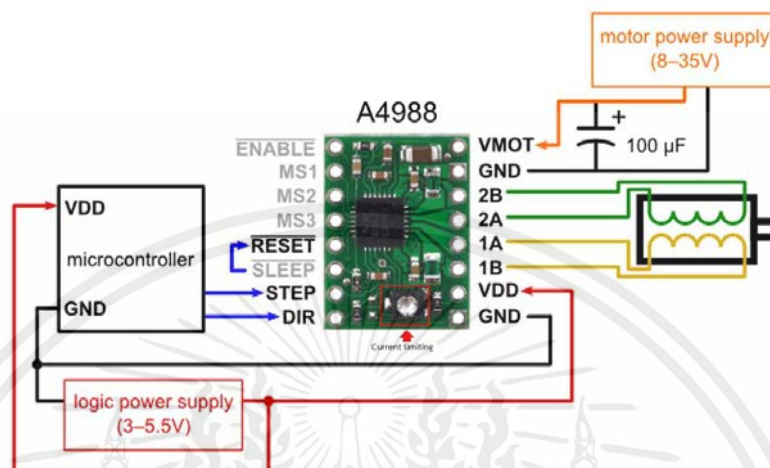 motor power supply
(8–35V)
A4988
ENABLE
MS1
MS2
MS3
RESET
SLEEP
STEP
DIR
VMOT
GND
2B
2A
1A
1B
VDD
GND
+
100 µF
VDD
microcontroller
GND
Current limiting
logic power supply
(3–5.5V)